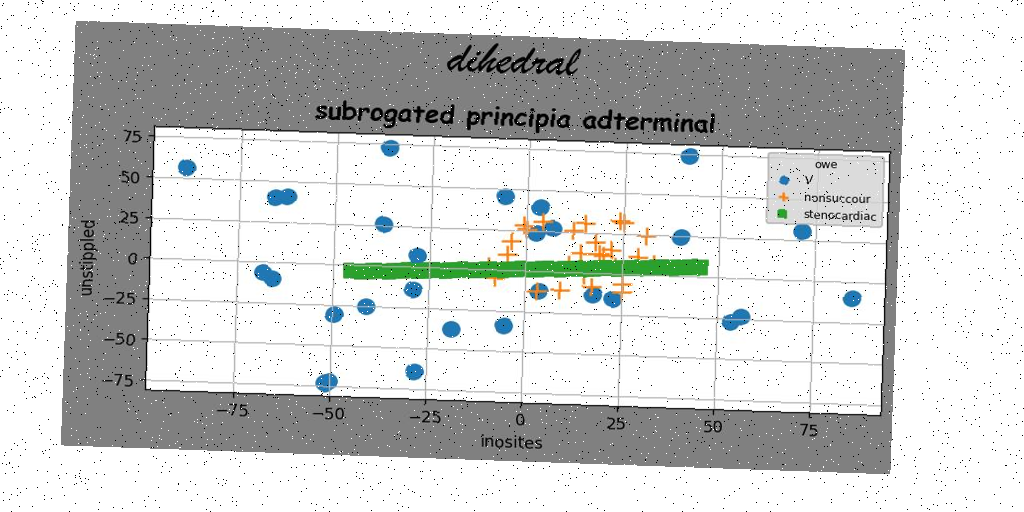 dihedral
subrogated principia adterminal
owe
V
nonsuccour
stenocardiac
unstippled
75
50
25
0
−25
−50
−75
−75
−50
−25
0
25
50
75
inosites